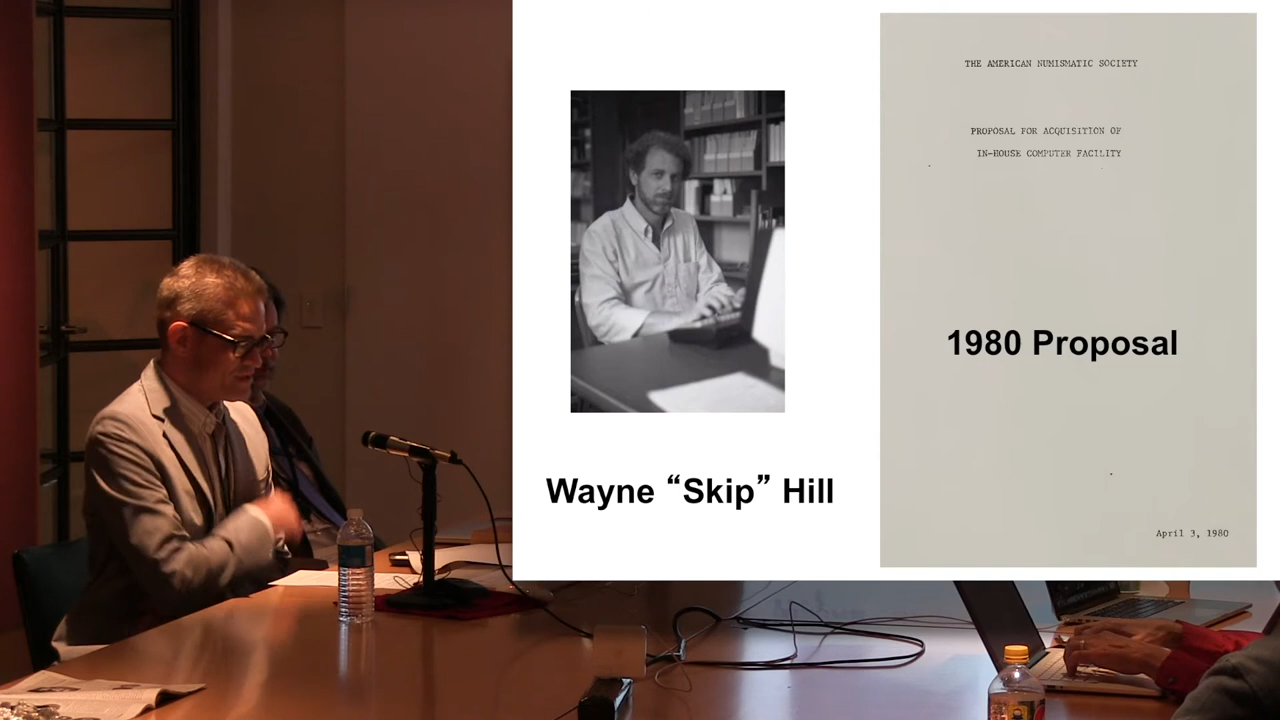 THE AMERICAN NUMISMATIC SOCIETY
PROPOSAL FOR ACQUISITION OF
IN-HOUSE COMPUTER FACILITY
1980 Proposal
Wayne “Skip” Hill
April 3, 1980